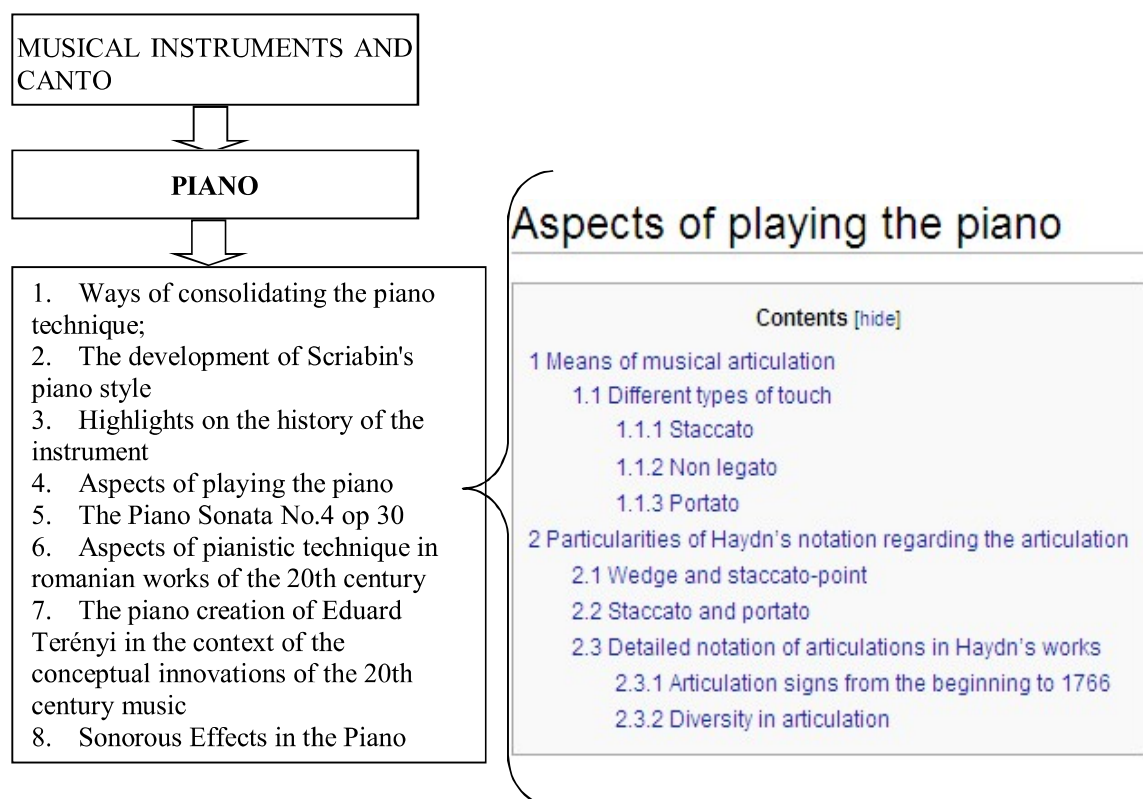 MUSICAL INSTRUMENTS AND
CANTO
PIANO
1. Ways of consolidating the piano
technique;
2. The development of Scriabin's
piano style
3. Highlights on the history of the
instrument
4. Aspects of playing the piano
5. The Piano Sonata No.4 op 30
6. Aspects of pianistic technique in
romanian works of the 20th century
7. The piano creation of Eduard
Terényi in the context of the
conceptual innovations of the 20th
century music
8. Sonorous Effects in the Piano
Aspects of playing the piano
Contents [hide]
1 Means of musical articulation
1.1 Different types of touch
1.1.1 Staccato
1.1.2 Non legato
1.1.3 Portato
2 Particularities of Haydn's notation regarding the articulation
2.1 Wedge and staccato-point
2.2 Staccato and portato
2.3 Detailed notation of articulations in Haydn's works
2.3.1 Articulation signs from the beginning to 1766
2.3.2 Diversity in articulation